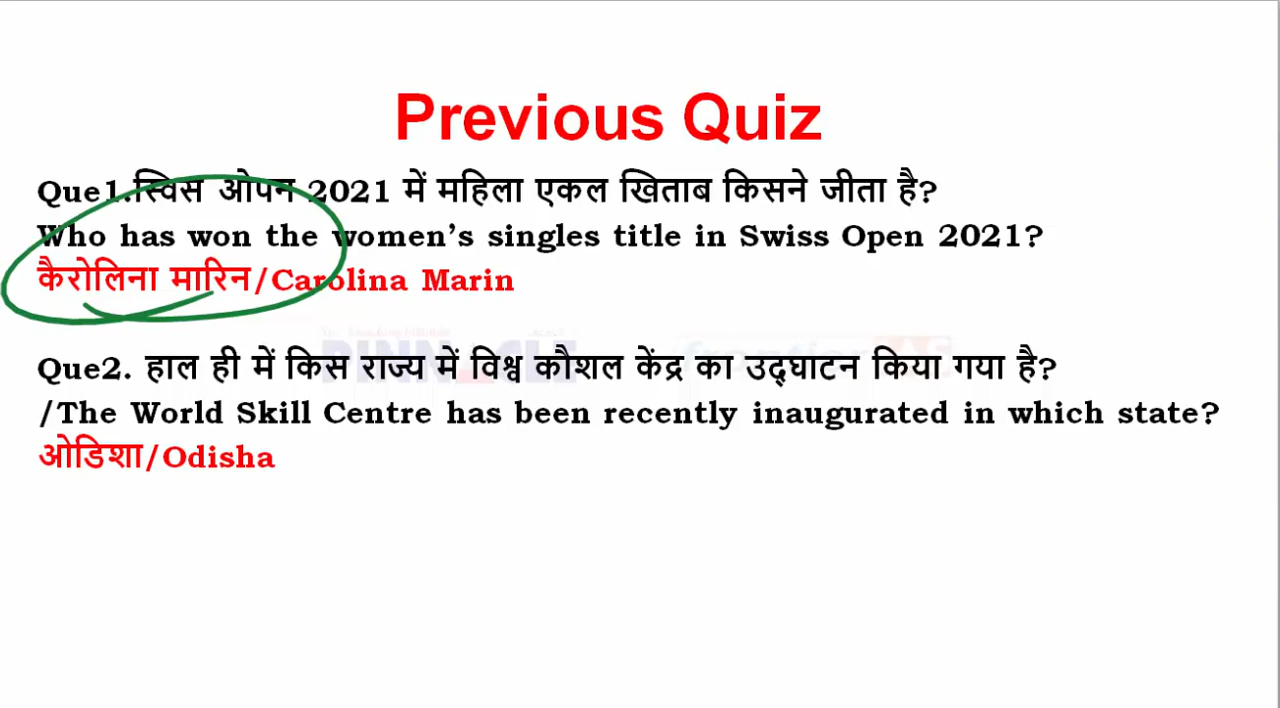 Previous Quiz
Que1.स्विस ओपन 2021 में महिला एकल खिताब किसने जीता है?
Who has won the women's singles title in Swiss Open 2021?
कैरोलिना मारिन/Carolina Marin
PINNACLE
Que2. हाल ही में किस राज्य में विश्व कौशल केंद्र का उद्घाटन किया गया है?
/The World Skill Centre has been recently inaugurated in which state?
ओडिशा/Odisha